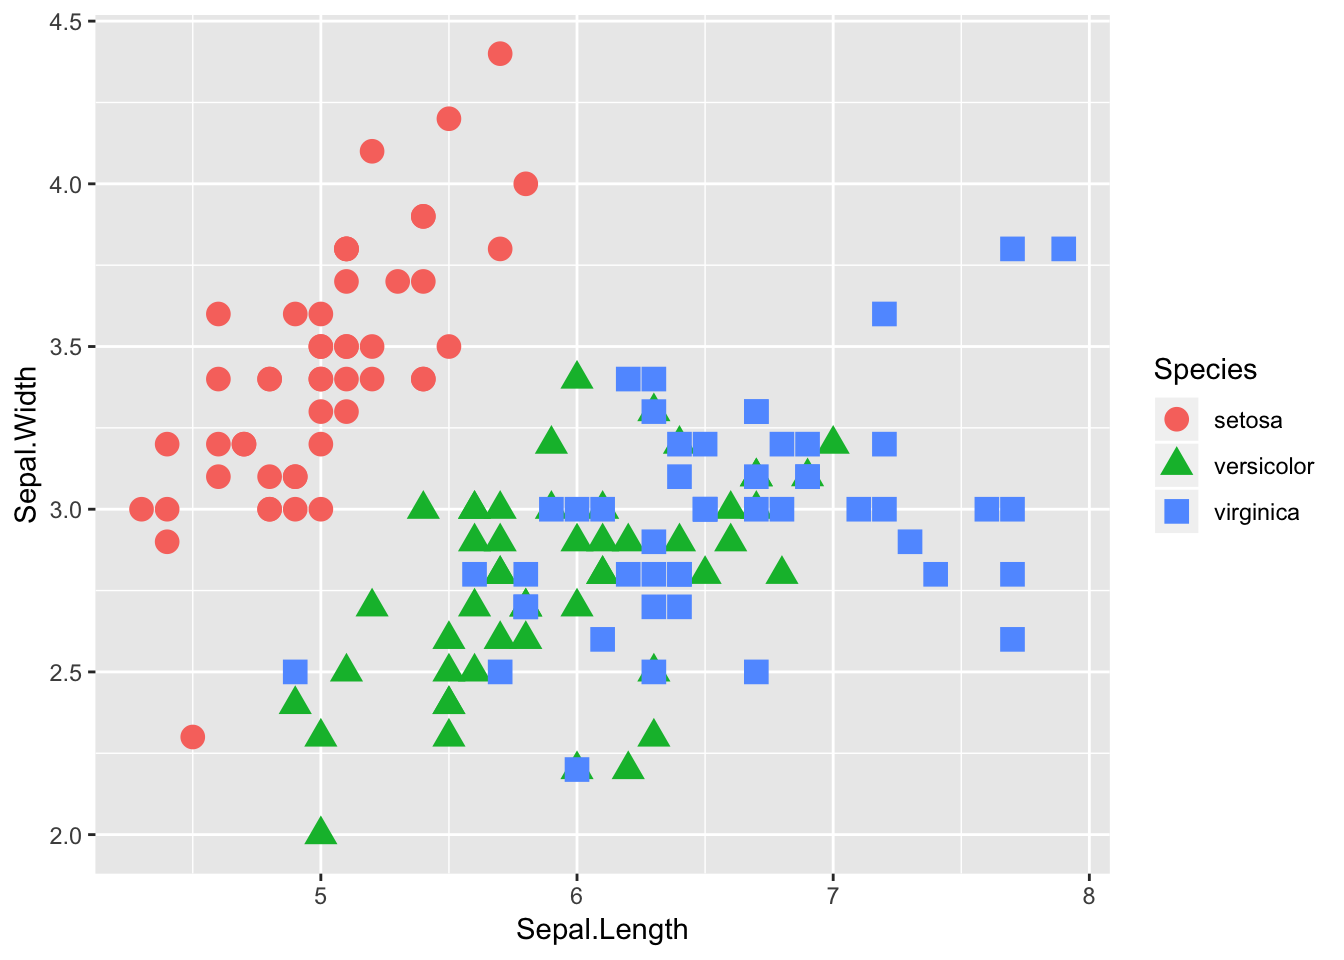 4.5
4.0
3.5
3.0
2.5
2.0
Sepal.Width
5 6 7 8
Sepal.Length
Species
setosa
versicolor
virginica